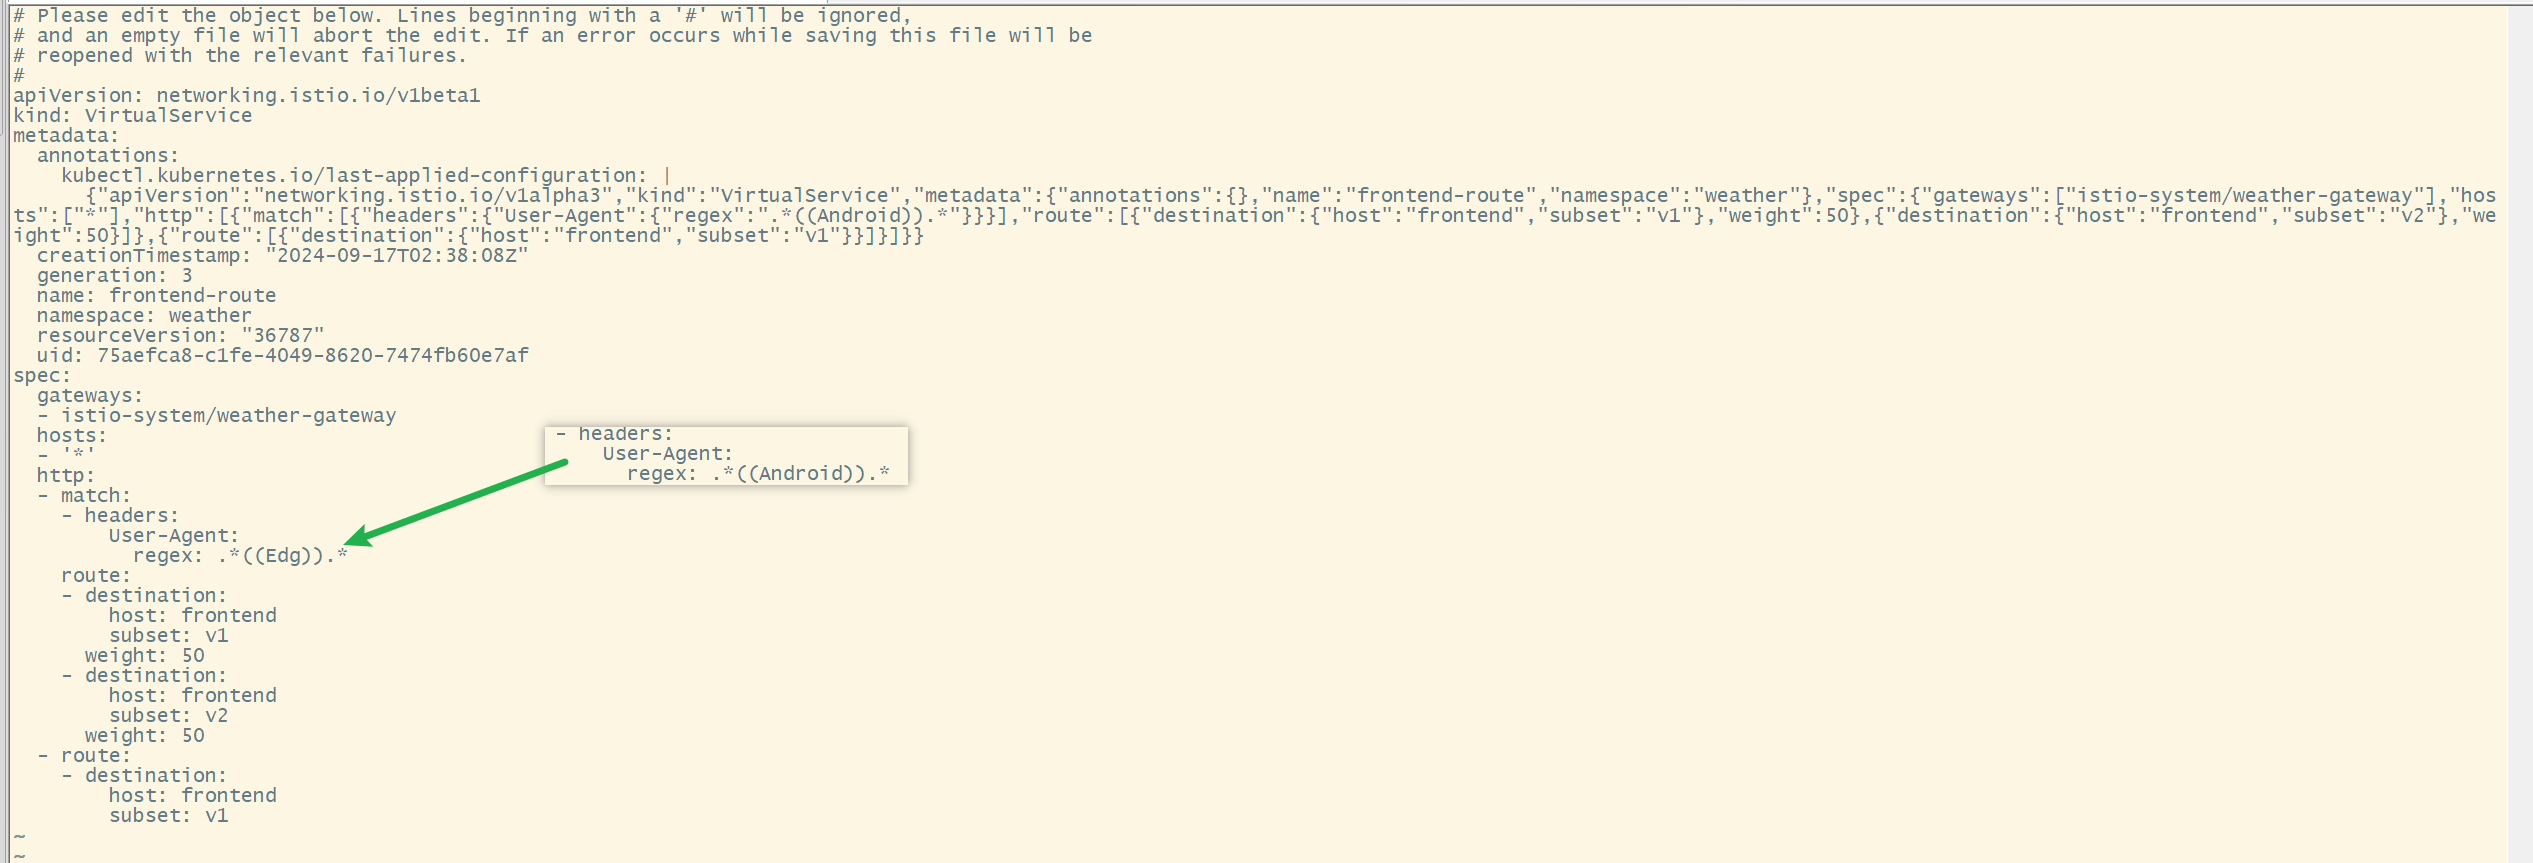 # Please edit the object below. Lines beginning with a '#' will be ignored,
# and an empty file will abort the edit. If an error occurs while saving this file will be
# reopened with the relevant failures.
#
apiVersion: networking.istio.io/v1beta1
kind: VirtualService
metadata:
  annotations:
    kubectl.kubernetes.io/last-applied-configuration: |
      {"apiVersion":"networking.istio.io/v1alpha3","kind":"VirtualService","metadata":{"annotations":{},"name":"frontend-route","namespace":"weather"},"spec":{"gateways":["istio-system/weather-gateway"],"hos
ts":["*"],"http":[{"match":[{"headers":{"User-Agent":{"regex":".*((Android)).*"}}}],"route":[{"destination":{"host":"frontend","subset":"v1"},"weight":50},{"destination":{"host":"frontend","subset":"v2"},"we
ight":50}]},{"route":[{"destination":{"host":"frontend","subset":"v1"}}]}]}}
  creationTimestamp: "2024-09-17T02:38:08Z"
  generation: 3
  name: frontend-route
  namespace: weather
  resourceVersion: "36787"
  uid: 75aefca8-c1fe-4049-8620-7474fb60e7af
spec:
  gateways:
  - istio-system/weather-gateway
  hosts:
  - '*'
  http:
  - match:
    - headers:
        User-Agent:
          regex: .*((Edg)).*
    route:
    - destination:
        host: frontend
        subset: v1
      weight: 50
    - destination:
        host: frontend
        subset: v2
      weight: 50
  - route:
    - destination:
        host: frontend
        subset: v1
~
~
- headers:
    User-Agent:
      regex: .*((Android)).*